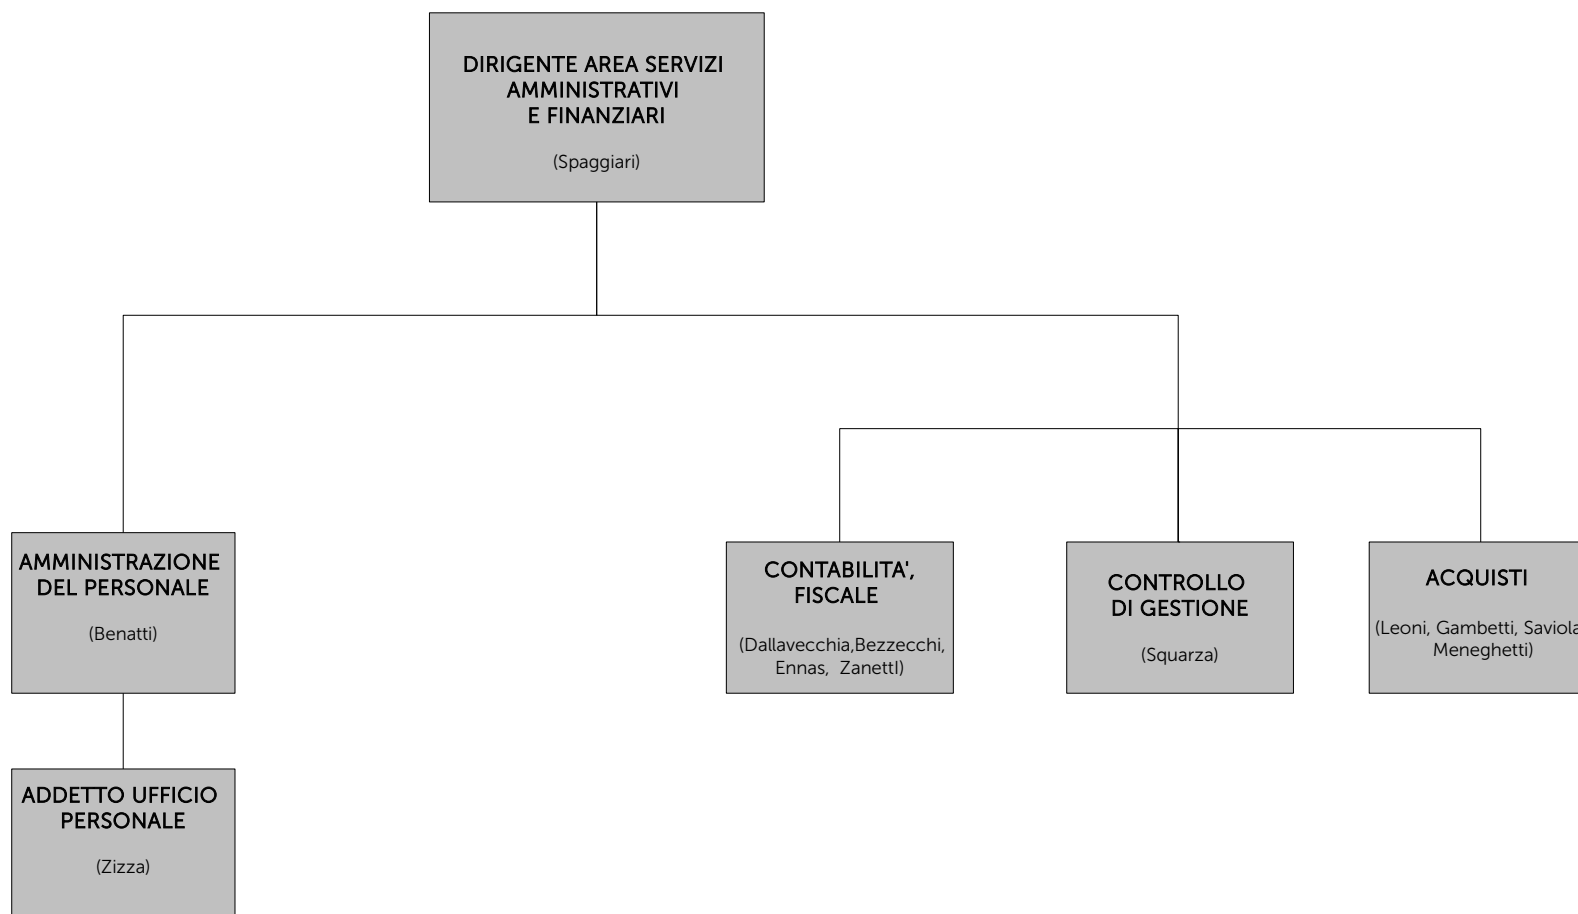 DIRIGENTE AREA SERVIZI
AMMINISTRATIVI
E FINANZIARI
(Spaggiari)
AMMINISTRAZIONE
DEL PERSONALE
(Benatti)
ADDETTO UFFICIO
PERSONALE
(Zizza)
CONTABILITA',
FISCALE
(Dallavecchia,Bezzecchi,
Ennas, ZanettI)
CONTROLLO
DI GESTIONE
(Squarza)
ACQUISTI
(Leoni, Gambetti, Saviola
Meneghetti)